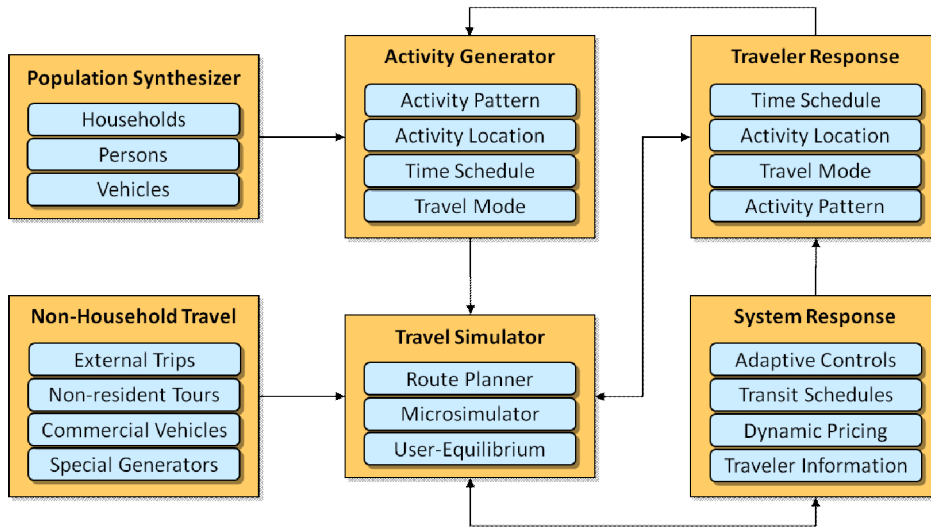 Population Synthesizer
Households
Persons
Vehicles
Activity Generator
Activity Pattern
Activity Location
Time Schedule
Travel Mode
Traveler Response
Time Schedule
Activity Location
Travel Mode
Activity Pattern
Non-Household Travel
External Trips
Non-resident Tours
Commercial Vehicles
Special Generators
Travel Simulator
Route Planner
Microsimulator
User-Equilibrium
System Response
Adaptive Controls
Transit Schedules
Dynamic Pricing
Traveler Information